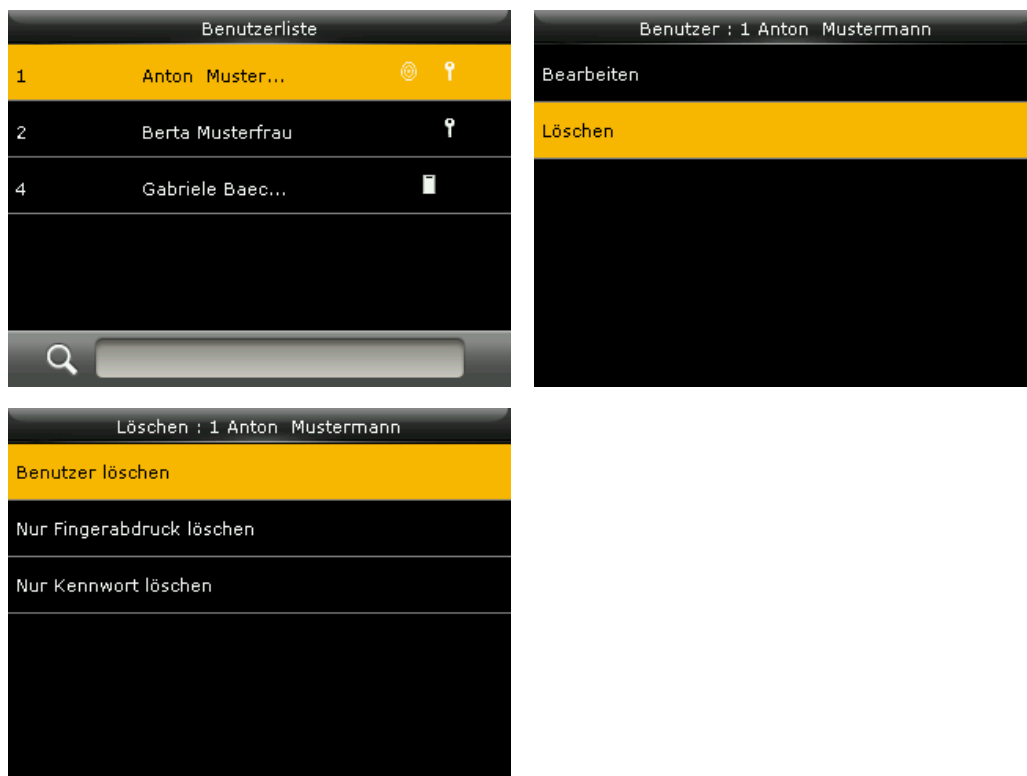 Benutzerliste
1 Anton Muster...
2 Berta Musterfrau
4 Gabriele Baec...
Benutzer : 1 Anton Mustermann
Bearbeiten
Löschen
Löschen : 1 Anton Mustermann
Benutzer löschen
Nur Fingerabdruck löschen
Nur Kennwort löschen